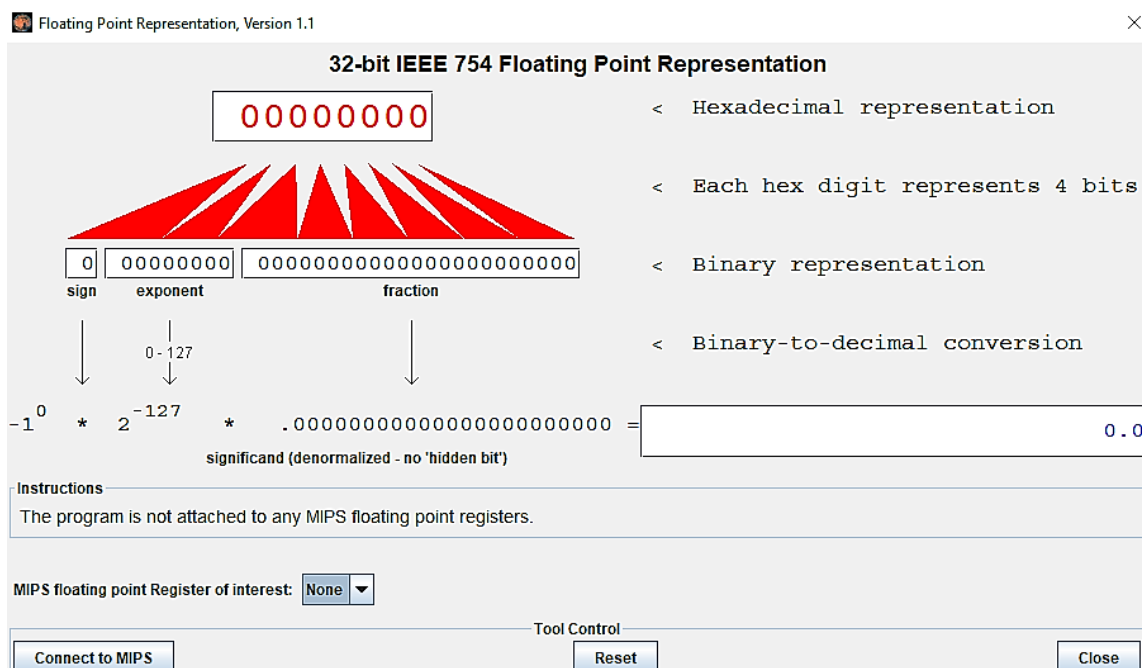 Floating Point Representation, Version 1.1
32-bit IEEE 754 Floating Point Representation
00000000 < Hexadecimal representation
< Each hex digit represents 4 bits
0 00000000 00000000000000000000000 < Binary representation
sign exponent fraction
0-127 < Binary-to-decimal conversion
-1^0 * 2^-127 * .00000000000000000000000 = 0.0
significand (denormalized - no 'hidden bit')
Instructions
The program is not attached to any MIPS floating point registers.
MIPS floating point Register of interest: None
Tool Control
Connect to MIPS Reset Close